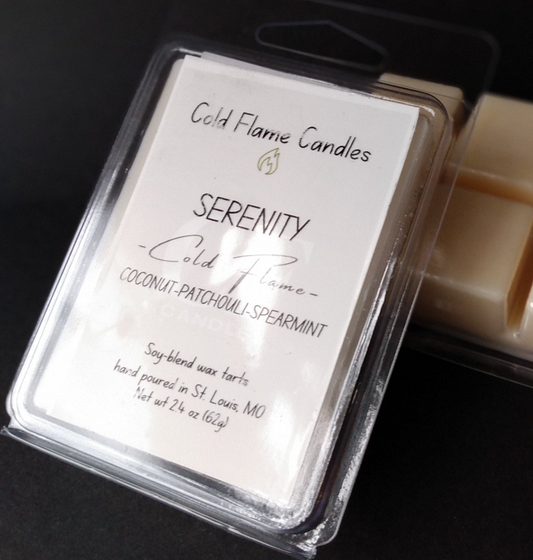 Cold Flame Candles
SERENITY
-Cold Flame-
COCONUT-PATCHOULI-SPEARMINT
CANDLES
Soy-blend wax tarts
hand poured in St. Louis, MO
Net wt 2.4 oz (62g)